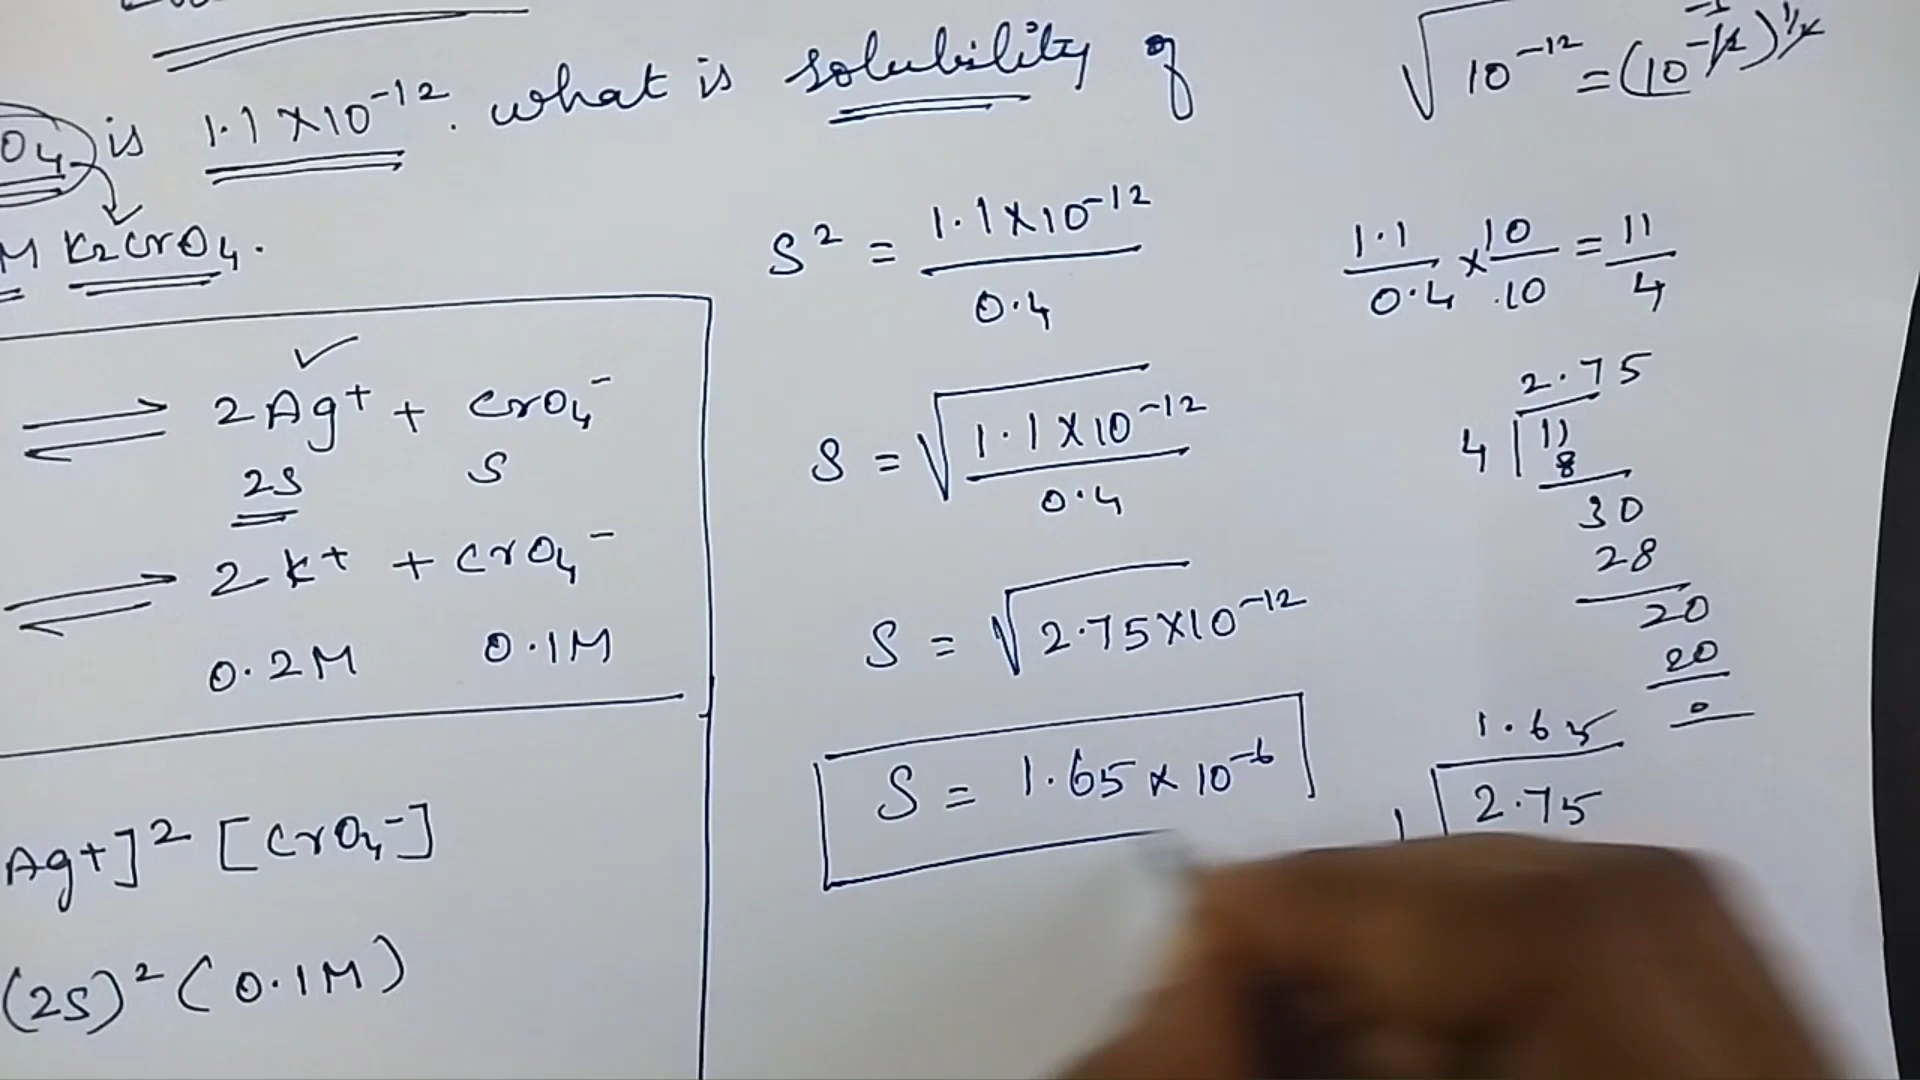 O4 is 1.1×10⁻¹². what is solubility of
M K2CrO4.
⇌ 2Ag⁺ + CrO4⁻
2S S
⇌ 2K⁺ + CrO4⁻
0.2M 0.1M
Ag+]² [CrO4⁻]
(2S)² (0.1M)
S² = 1.1×10⁻¹² / 0.4
S = √(1.1×10⁻¹² / 0.4)
S = √2.75×10⁻¹²
S = 1.65×10⁻⁶
√10⁻¹² = (10⁻¹²)^1/2
1.1/0.4 × 10/10 = 11/4
2.75
4 11
8
30
28
20
20
0
1.65
1 2.75